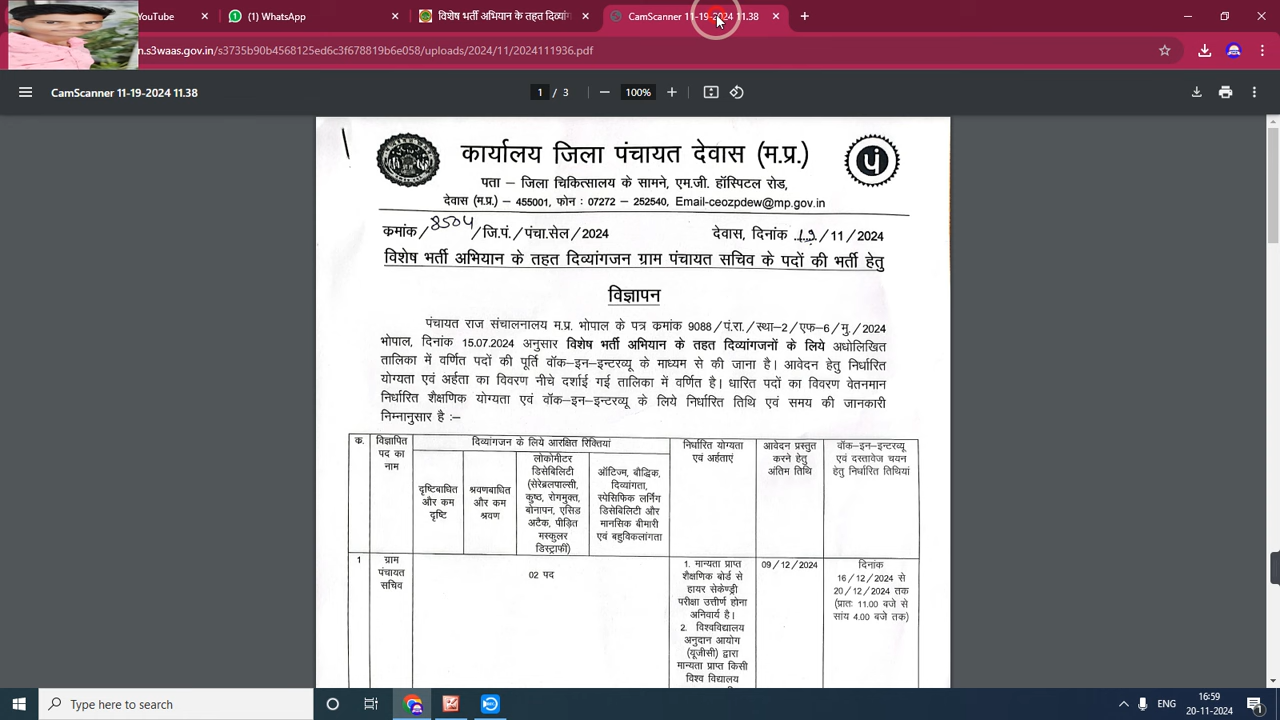 YouTube
(1) WhatsApp
विशेष भर्ती अभियान के तहत दिव्यांग
CamScanner 11-19-2024 11.38
n.s3waas.gov.in/s3735b90b4568125ed6c3f678819b6e058/uploads/2024/11/2024111936.pdf
CamScanner 11-19-2024 11.38
1 / 3
100%
कार्यालय जिला पंचायत देवास (म.प्र.)
पं
पता – जिला चिकित्सालय के सामने, एम.जी. हॉस्पिटल रोड,
देवास (म.प्र.) – 455001, फोन : 07272 – 252540, Email-ceozpdew@mp.gov.in
कमांक /8504/जि.पं./पंचा.सेल/2024
देवास, दिनांक 19/11/2024
विशेष भर्ती अभियान के तहत दिव्यांगजन ग्राम पंचायत सचिव के पदों की भर्ती हेतु
विज्ञापन
पंचायत राज संचालनालय म.प्र. भोपाल के पत्र कमांक 9088/पं.रा./स्था-2/एफ-6/मु./2024
भोपाल, दिनांक 15.07.2024 अनुसार विशेष भर्ती अभियान के तहत दिव्यांगजनों के लिये अधोलिखित
तालिका में वर्णित पदों की पूर्ति वॉक–इन–इन्टरव्यू के माध्यम से की जाना है। आवेदन हेतु निर्धारित
योग्यता एवं अर्हता का विवरण नीचे दर्शाई गई तालिका में वर्णित है। धारित पदों का विवरण वेतनमान
निर्धारित शैक्षणिक योग्यता एवं वॉक–इन–इन्टरव्यू के लिये निर्धारित तिथि एवं समय की जानकारी
निम्नानुसार है :–
क.
विज्ञापित
पद का
नाम
दिव्यांगजन के लिये आरक्षित रिक्तियां
दृष्टिबाधित
और कम
दृष्टि
श्रवणबाधित
और कम
श्रवण
लोकोमीटर
डिसेबिलिटी
(सेरेब्रलपाल्सी,
कुष्ठ, रोगमुक्त,
बोनापन, एसिड
अटैक, पीड़ित
मस्कुलर
डिस्ट्राफी)
ऑटिज्म, बौद्धिक,
दिव्यांगता,
स्पेसिफिक लर्निग
डिसेबिलिटी और
मानसिक बीमारी
एवं बहुविकलांगता
निर्धारित योग्यता
एवं अर्हताएं
आवेदन प्रस्तुत
करने हेतु
अंतिम तिथि
वॉक–इन–इन्टरव्यू
एवं दस्तावेज चयन
हेतु निर्धारित तिथियां
1
ग्राम
पंचायत
सचिव
02 पद
1. मान्यता प्राप्त
शैक्षणिक बोर्ड से
हायर सेकेण्ड्री
परीक्षा उत्तीर्ण होना
अनिवार्य है।
2. विश्वविद्यालय
अनुदान आयोग
(यूजीसी) द्वारा
मान्यता प्राप्त किसी
विश्व विद्यालय
09/12/2024
दिनांक
16/12/2024 से
20/12/2024 तक
(प्रातः 11.00 बजे से
सांय 4.00 बजे तक)
Type here to search
ENG
16:59
20-11-2024